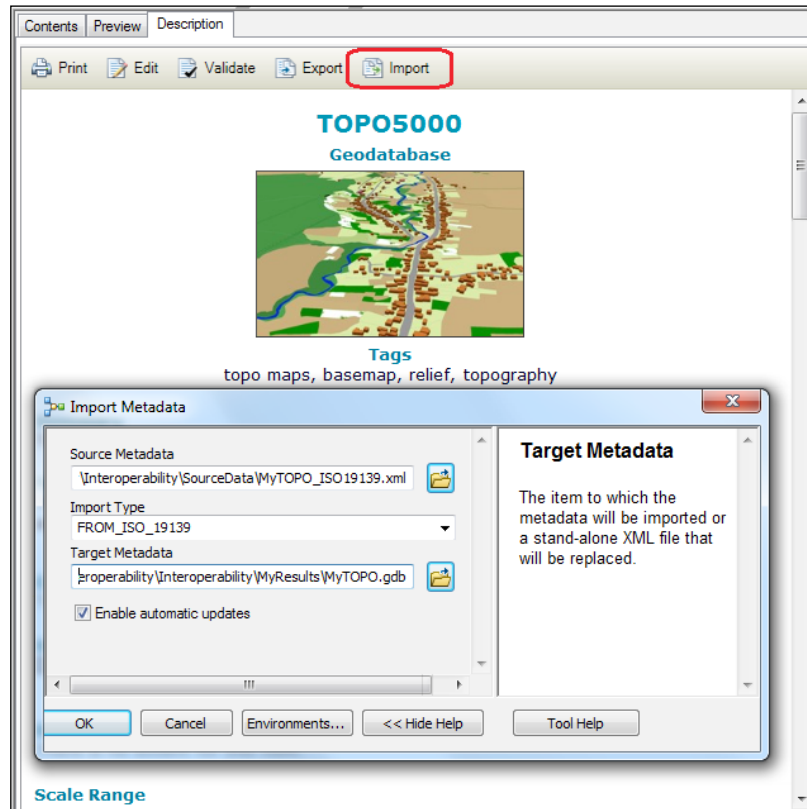 Contents Preview Description
Print Edit Validate Export Import
TOPO5000
Geodatabase
Tags
topo maps, basemap, relief, topography
Import Metadata
Source Metadata
\Interoperability\SourceData\MyTOPO_ISO19139.xml
Import Type
FROM_ISO_19139
Target Metadata
eroperability\Interoperability\MyResults\MyTOPO.gdb
Enable automatic updates
Target Metadata
The item to which the
metadata will be imported or
a stand-alone XML file that
will be replaced.
OK Cancel Environments... << Hide Help Tool Help
Scale Range